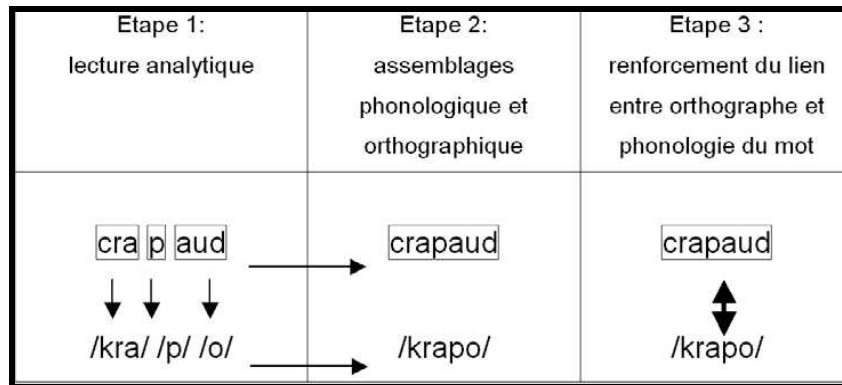 Etape 1:
lecture analytique
Etape 2:
assemblages
phonologique et
orthographique
Etape 3 :
renforcement du lien
entre orthographe et
phonologie du mot
cra p aud
/kra/ /p/ /o/
crapaud
/krapo/
crapaud
/krapo/